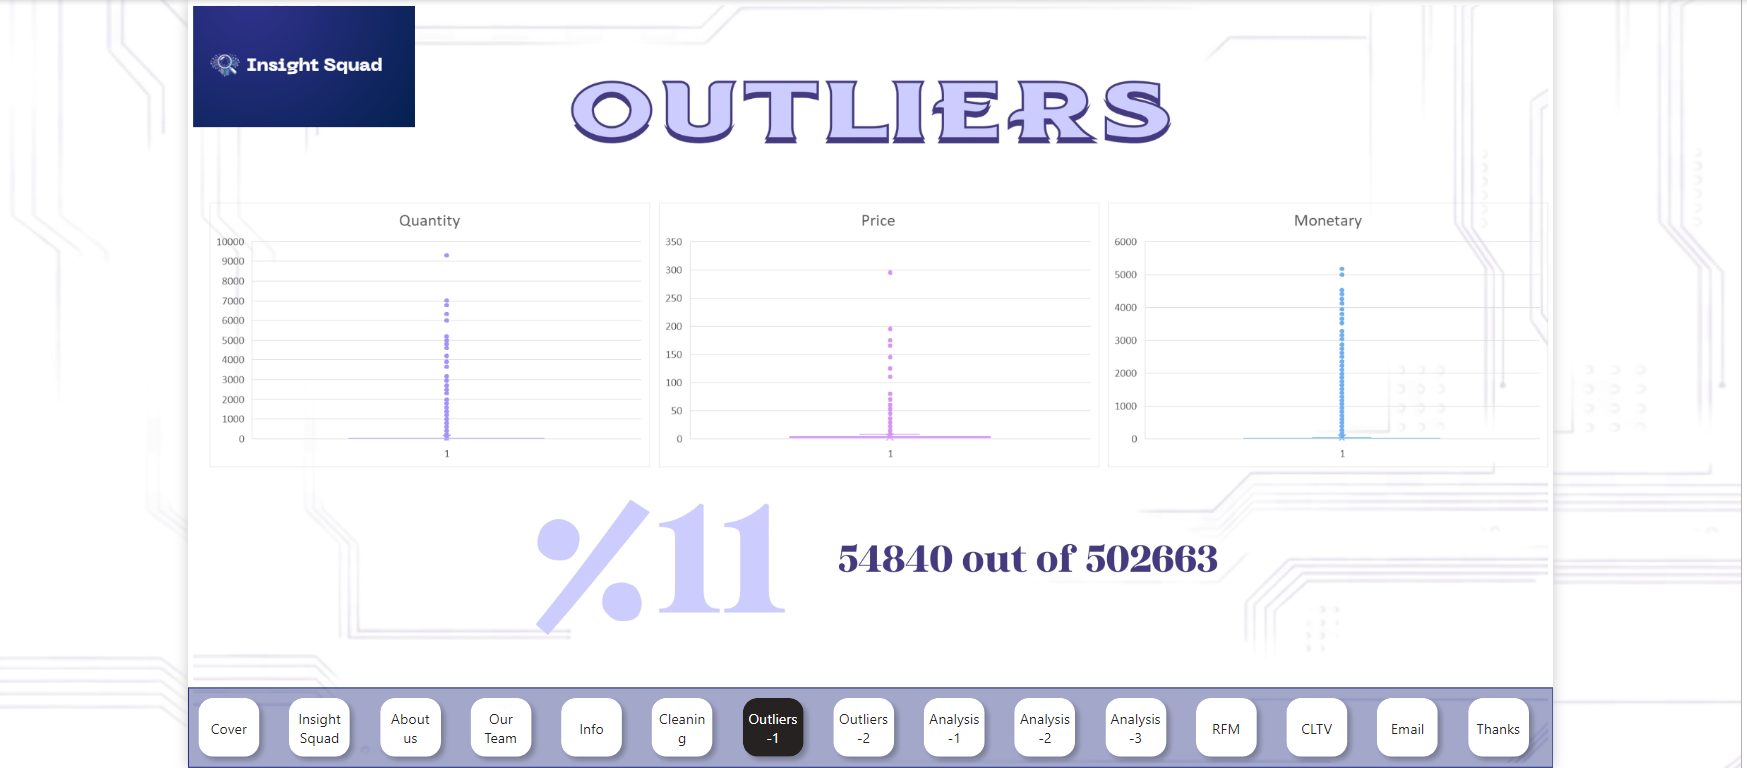 Insight Squad
OUTLIERS
Quantity
10000
9000
8000
7000
6000
5000
4000
3000
2000
1000
0
1
Price
350
300
250
200
150
100
50
0
1
Monetary
6000
5000
4000
3000
2000
1000
0
1
%11
54840 out of 502663
Cover
Insight
Squad
About
us
Our
Team
Info
Cleanin
g
Outliers
-1
Outliers
-2
Analysis
-1
Analysis
-2
Analysis
-3
RFM
CLTV
Email
Thanks